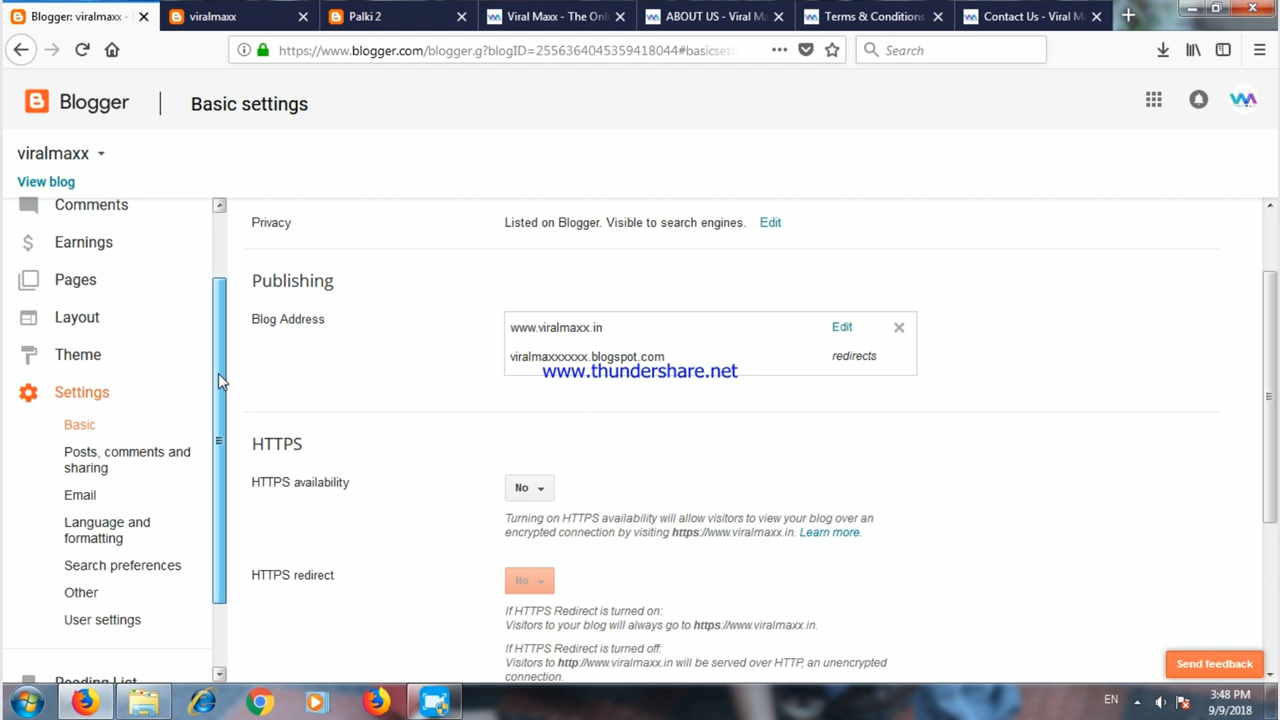 Blogger: viralmaxx -
viralmaxx
Palki 2
Viral Maxx - The Onli
ABOUT US - Viral M
Terms & Conditions
Contact Us - Viral M
https://www.blogger.com/blogger.g?blogID=2556364045359418044#basicset
Search
Blogger
Basic settings
viralmaxx
View blog
Comments
Earnings
Pages
Layout
Theme
Settings
Basic
Posts, comments and
sharing
Email
Language and
formatting
Search preferences
Other
User settings
Reading List
Privacy
Listed on Blogger. Visible to search engines. Edit
Publishing
Blog Address
www.viralmaxx.in Edit
viralmaxxxxxx.blogspot.com redirects
www.thundershare.net
HTTPS
HTTPS availability
No
Turning on HTTPS availability will allow visitors to view your blog over an
encrypted connection by visiting https://www.viralmaxx.in. Learn more.
HTTPS redirect
No
If HTTPS Redirect is turned on:
Visitors to your blog will always go to https://www.viralmaxx.in.
If HTTPS Redirect is turned off:
Visitors to http://www.viralmaxx.in will be served over HTTP, an unencrypted
connection.
Send feedback
EN
3:48 PM
9/9/2018